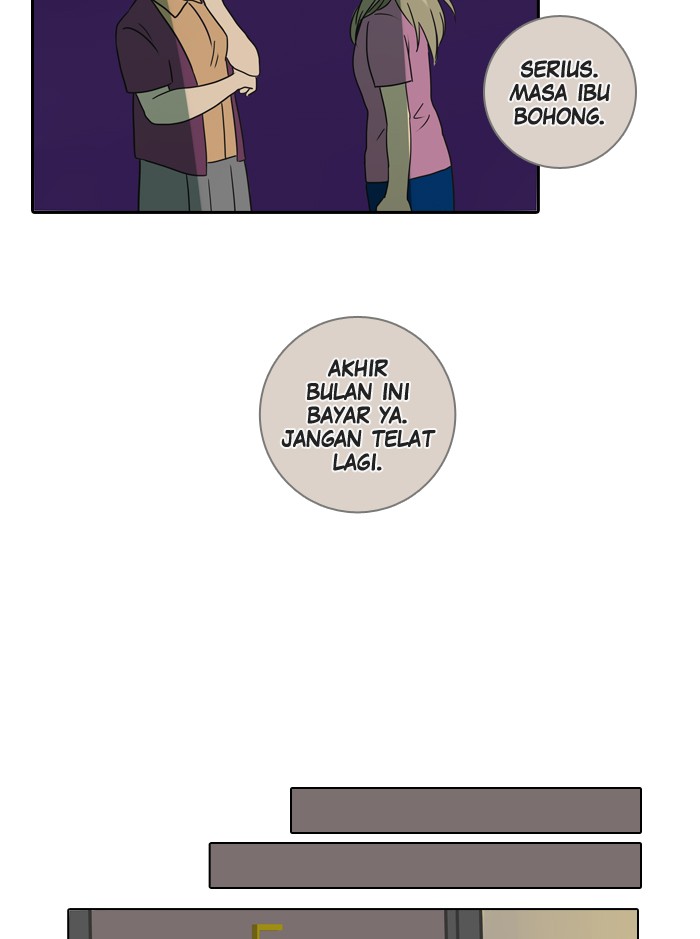 SERIUS.
MASA IBU
BOHONG.
AKHIR
BULAN INI
BAYAR YA.
JANGAN TELAT
LAGI.